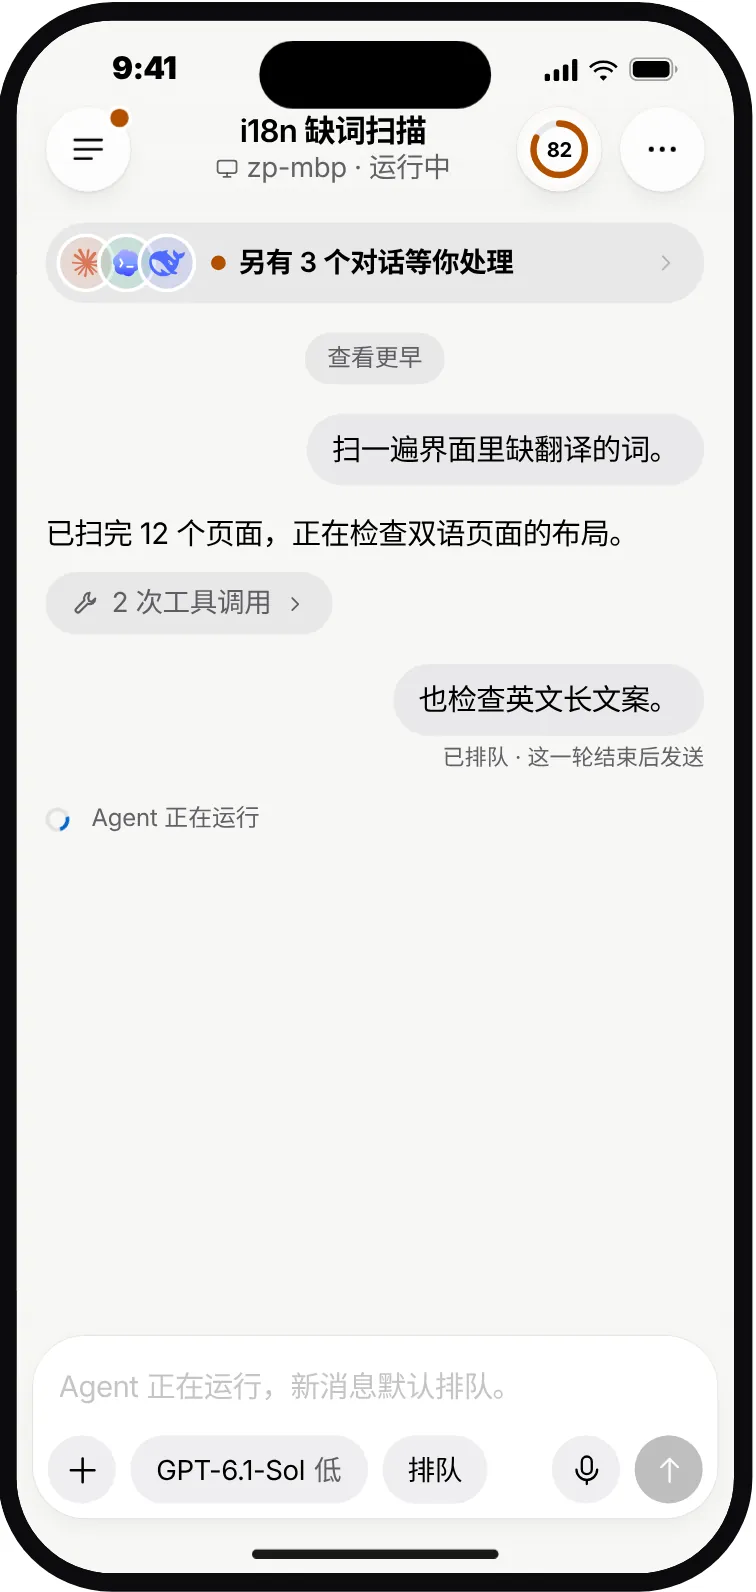 9:41
i18n 缺词扫描
zp-mbp · 运行中
82
另有 3 个对话等你处理
查看更早
扫一遍界面里缺翻译的词。
已扫完 12 个页面，正在检查双语页面的布局。
2 次工具调用
也检查英文长文案。
已排队 · 这一轮结束后发送
Agent 正在运行
Agent 正在运行，新消息默认排队。
GPT-6.1-Sol 低
排队